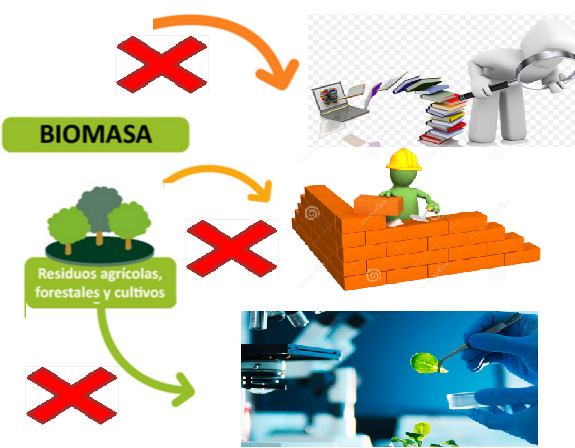 BIOMASA
Residuos agrícolas,
forestales y cultivos